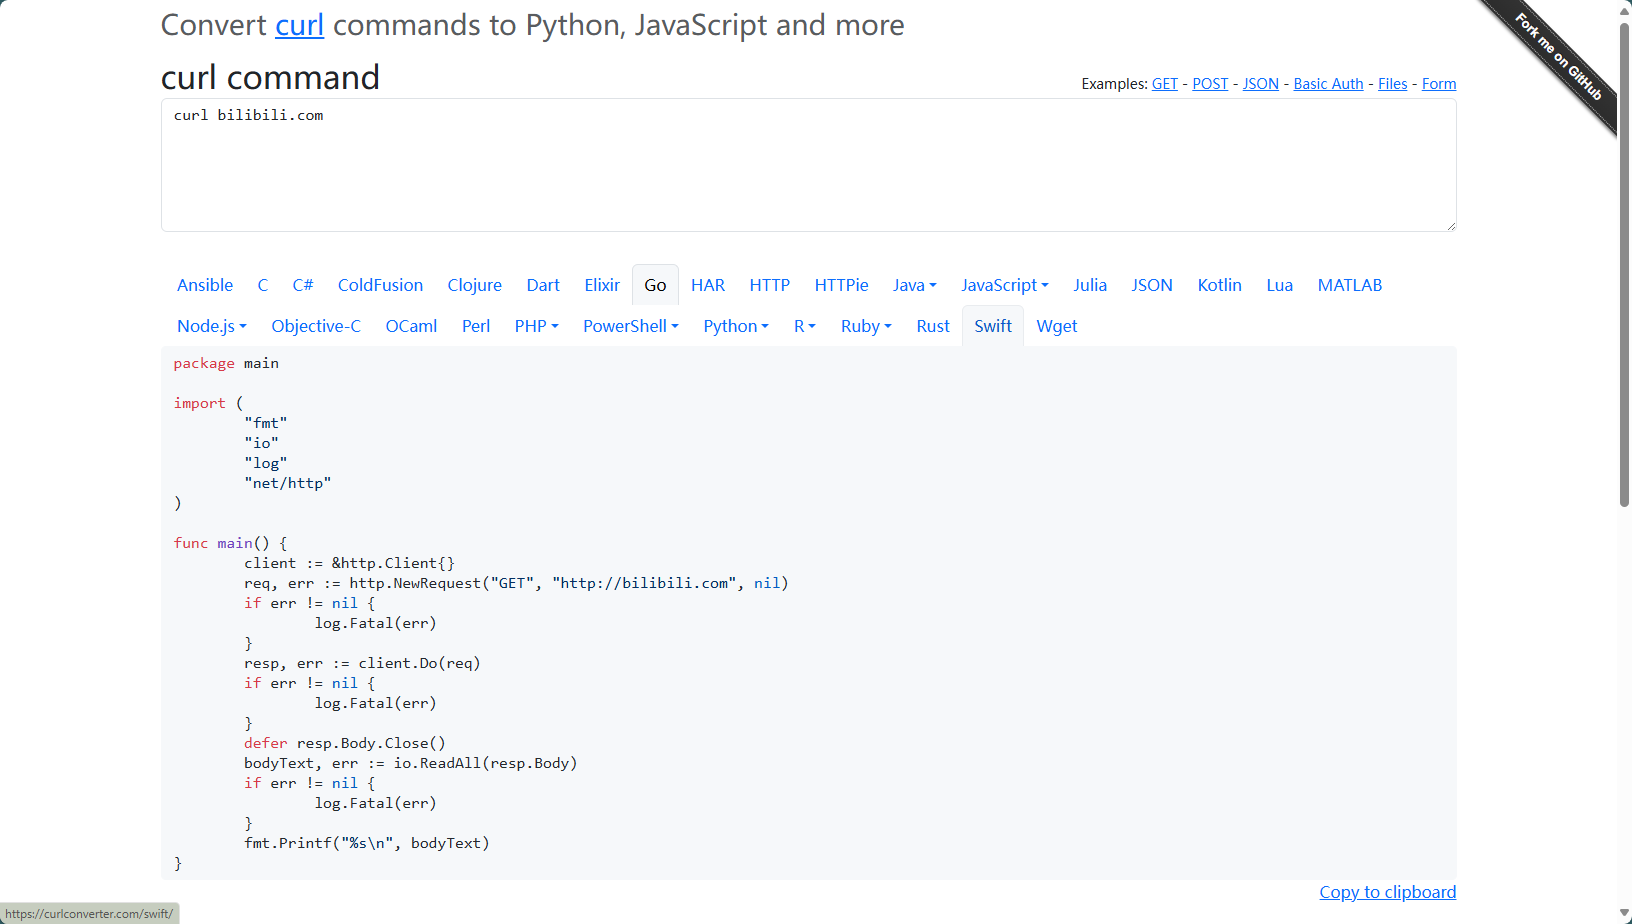 Convert curl commands to Python, JavaScript and more
Fork me on GitHub
curl command
Examples: GET - POST - JSON - Basic Auth - Files - Form
curl bilibili.com
Ansible C C# ColdFusion Clojure Dart Elixir Go HAR HTTP HTTPie Java JavaScript Julia JSON Kotlin Lua MATLAB
Node.js Objective-C OCaml Perl PHP PowerShell Python R Ruby Rust Swift Wget
package main
import (
"fmt"
"io"
"log"
"net/http"
)
func main() {
client := &http.Client{}
req, err := http.NewRequest("GET", "http://bilibili.com", nil)
if err != nil {
log.Fatal(err)
}
resp, err := client.Do(req)
if err != nil {
log.Fatal(err)
}
defer resp.Body.Close()
bodyText, err := io.ReadAll(resp.Body)
if err != nil {
log.Fatal(err)
}
fmt.Printf("%s\n", bodyText)
}
Copy to clipboard
https://curlconverter.com/swift/